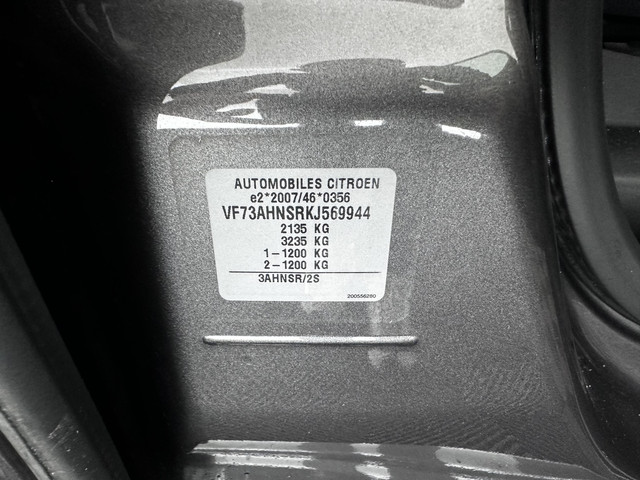 AUTOMOBILES CITROEN
e2*2007/46*0356
VF73AHNSRKJ569944
2135 KG
3235 KG
1-1200 KG
2-1200 KG
3AHNSR/2S
200556260